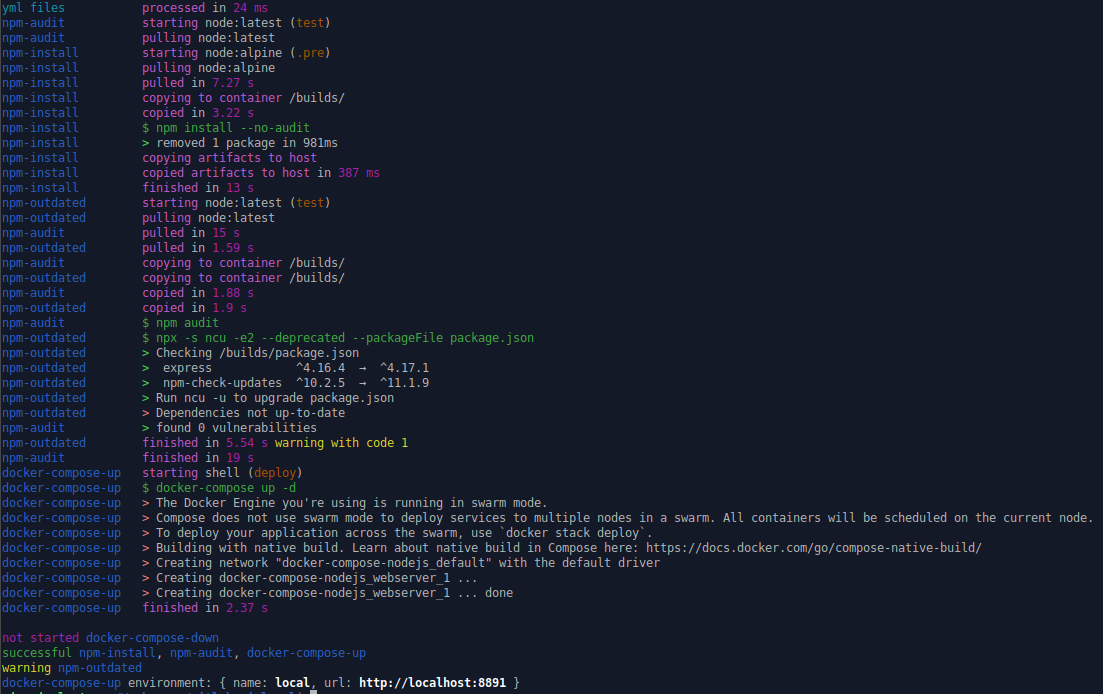 yml files processed in 24 ms
npm-audit starting node:latest (test)
npm-audit pulling node:latest
npm-install starting node:alpine (.pre)
npm-install pulling node:alpine
npm-install pulled in 7.27 s
npm-install copying to container /builds/
npm-install copied in 3.22 s
npm-install $ npm install --no-audit
npm-install > removed 1 package in 981ms
npm-install copying artifacts to host
npm-install copied artifacts to host in 387 ms
npm-install finished in 13 s
npm-outdated starting node:latest (test)
npm-outdated pulling node:latest
npm-audit pulled in 15 s
npm-outdated pulled in 1.59 s
npm-audit copying to container /builds/
npm-outdated copying to container /builds/
npm-audit copied in 1.88 s
npm-outdated copied in 1.9 s
npm-audit $ npm audit
npm-outdated $ npx -s ncu -e2 --deprecated --packageFile package.json
npm-outdated > Checking /builds/package.json
npm-outdated > express ^4.16.4 → ^4.17.1
npm-outdated > npm-check-updates ^10.2.5 → ^11.1.9
npm-outdated > Run ncu -u to upgrade package.json
npm-outdated > Dependencies not up-to-date
npm-audit > found 0 vulnerabilities
npm-outdated finished in 5.54 s warning with code 1
npm-audit finished in 19 s
docker-compose-up starting shell (deploy)
docker-compose-up $ docker-compose up -d
docker-compose-up > The Docker Engine you're using is running in swarm mode.
docker-compose-up > Compose does not use swarm mode to deploy services to multiple nodes in a swarm. All containers will be scheduled on the current node.
docker-compose-up > To deploy your application across the swarm, use `docker stack deploy`.
docker-compose-up > Building with native build. Learn about native build in Compose here: https://docs.docker.com/go/compose-native-build/
docker-compose-up > Creating network "docker-compose-nodejs_default" with the default driver
docker-compose-up > Creating docker-compose-nodejs_webserver_1 ...
docker-compose-up > Creating docker-compose-nodejs_webserver_1 ... done
docker-compose-up finished in 2.37 s
not started docker-compose-down
successful npm-install, npm-audit, docker-compose-up
warning npm-outdated
docker-compose-up environment: { name: local, url: http://localhost:8891 }